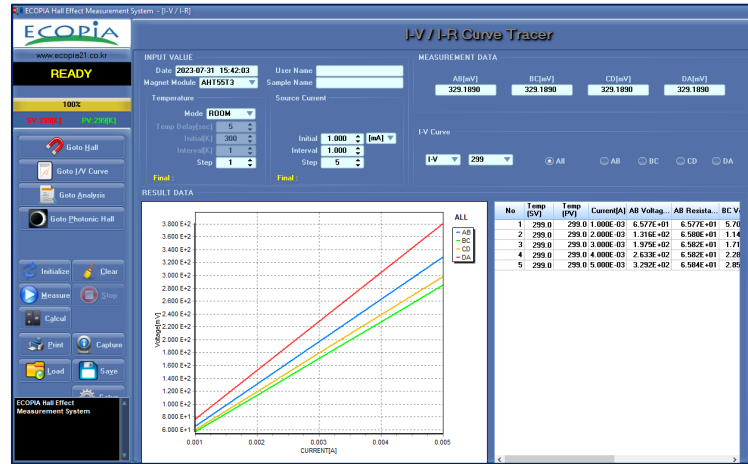 ECOPIA Hall Effect Measurement System - [I-V / I-R]
ECOPIA
www.ecopia21.co.kr
READY
100%
SV:299[K] PV:299[K]
Goto Hall
Goto I/V Curve
Goto Analysis
Goto Photonic Hall
Initialize Clear
Measure Stop
Calcul
Print Capture
Load Save
ECOPIA Hall Effect
Measurement System
I-V / I-R Curve Tracer
INPUT VALUE
Date 2023-07-31 15:42:03 User Name
Magnet Module AHT55T3 Sample Name
Temperature Source Current
Mode ROOM
Temp Delay[sec] 5
Initial[K] 300 Initial 1.000 [mA]
Interval[K] 1 Interval 1.000
Step 1 Step 5
Final : Final :
MEASUREMENT DATA
AB[mV] BC[mV] CD[mV] DA[mV]
329.1890 329.1890 329.1890 329.1890
I-V Curve
I-V 299 All AB BC CD DA
RESULT DATA
ALL
AB
BC
CD
DA
3.800 E+2
3.600 E+2
3.400 E+2
3.200 E+2
3.000 E+2
2.800 E+2
2.600 E+2
2.400 E+2
2.200 E+2
2.000 E+2
1.800 E+2
1.600 E+2
1.400 E+2
1.200 E+2
1.000 E+2
8.000 E+1
6.000 E+1
Voltage[mV]
0.001 0.002 0.003 0.004 0.005
CURRENT[A]
No Temp (SV) Temp (PV) Current[A] AB Voltag... AB Resista... BC V
1 299.0 299.0 1.000E-03 6.577E+01 6.577E+01 5.70
2 299.0 299.0 2.000E-03 1.316E+02 6.580E+01 1.14
3 299.0 299.0 3.000E-03 1.975E+02 6.582E+01 1.71
4 299.0 299.0 4.000E-03 2.633E+02 6.582E+01 2.28
5 299.0 299.0 5.000E-03 3.292E+02 6.584E+01 2.85